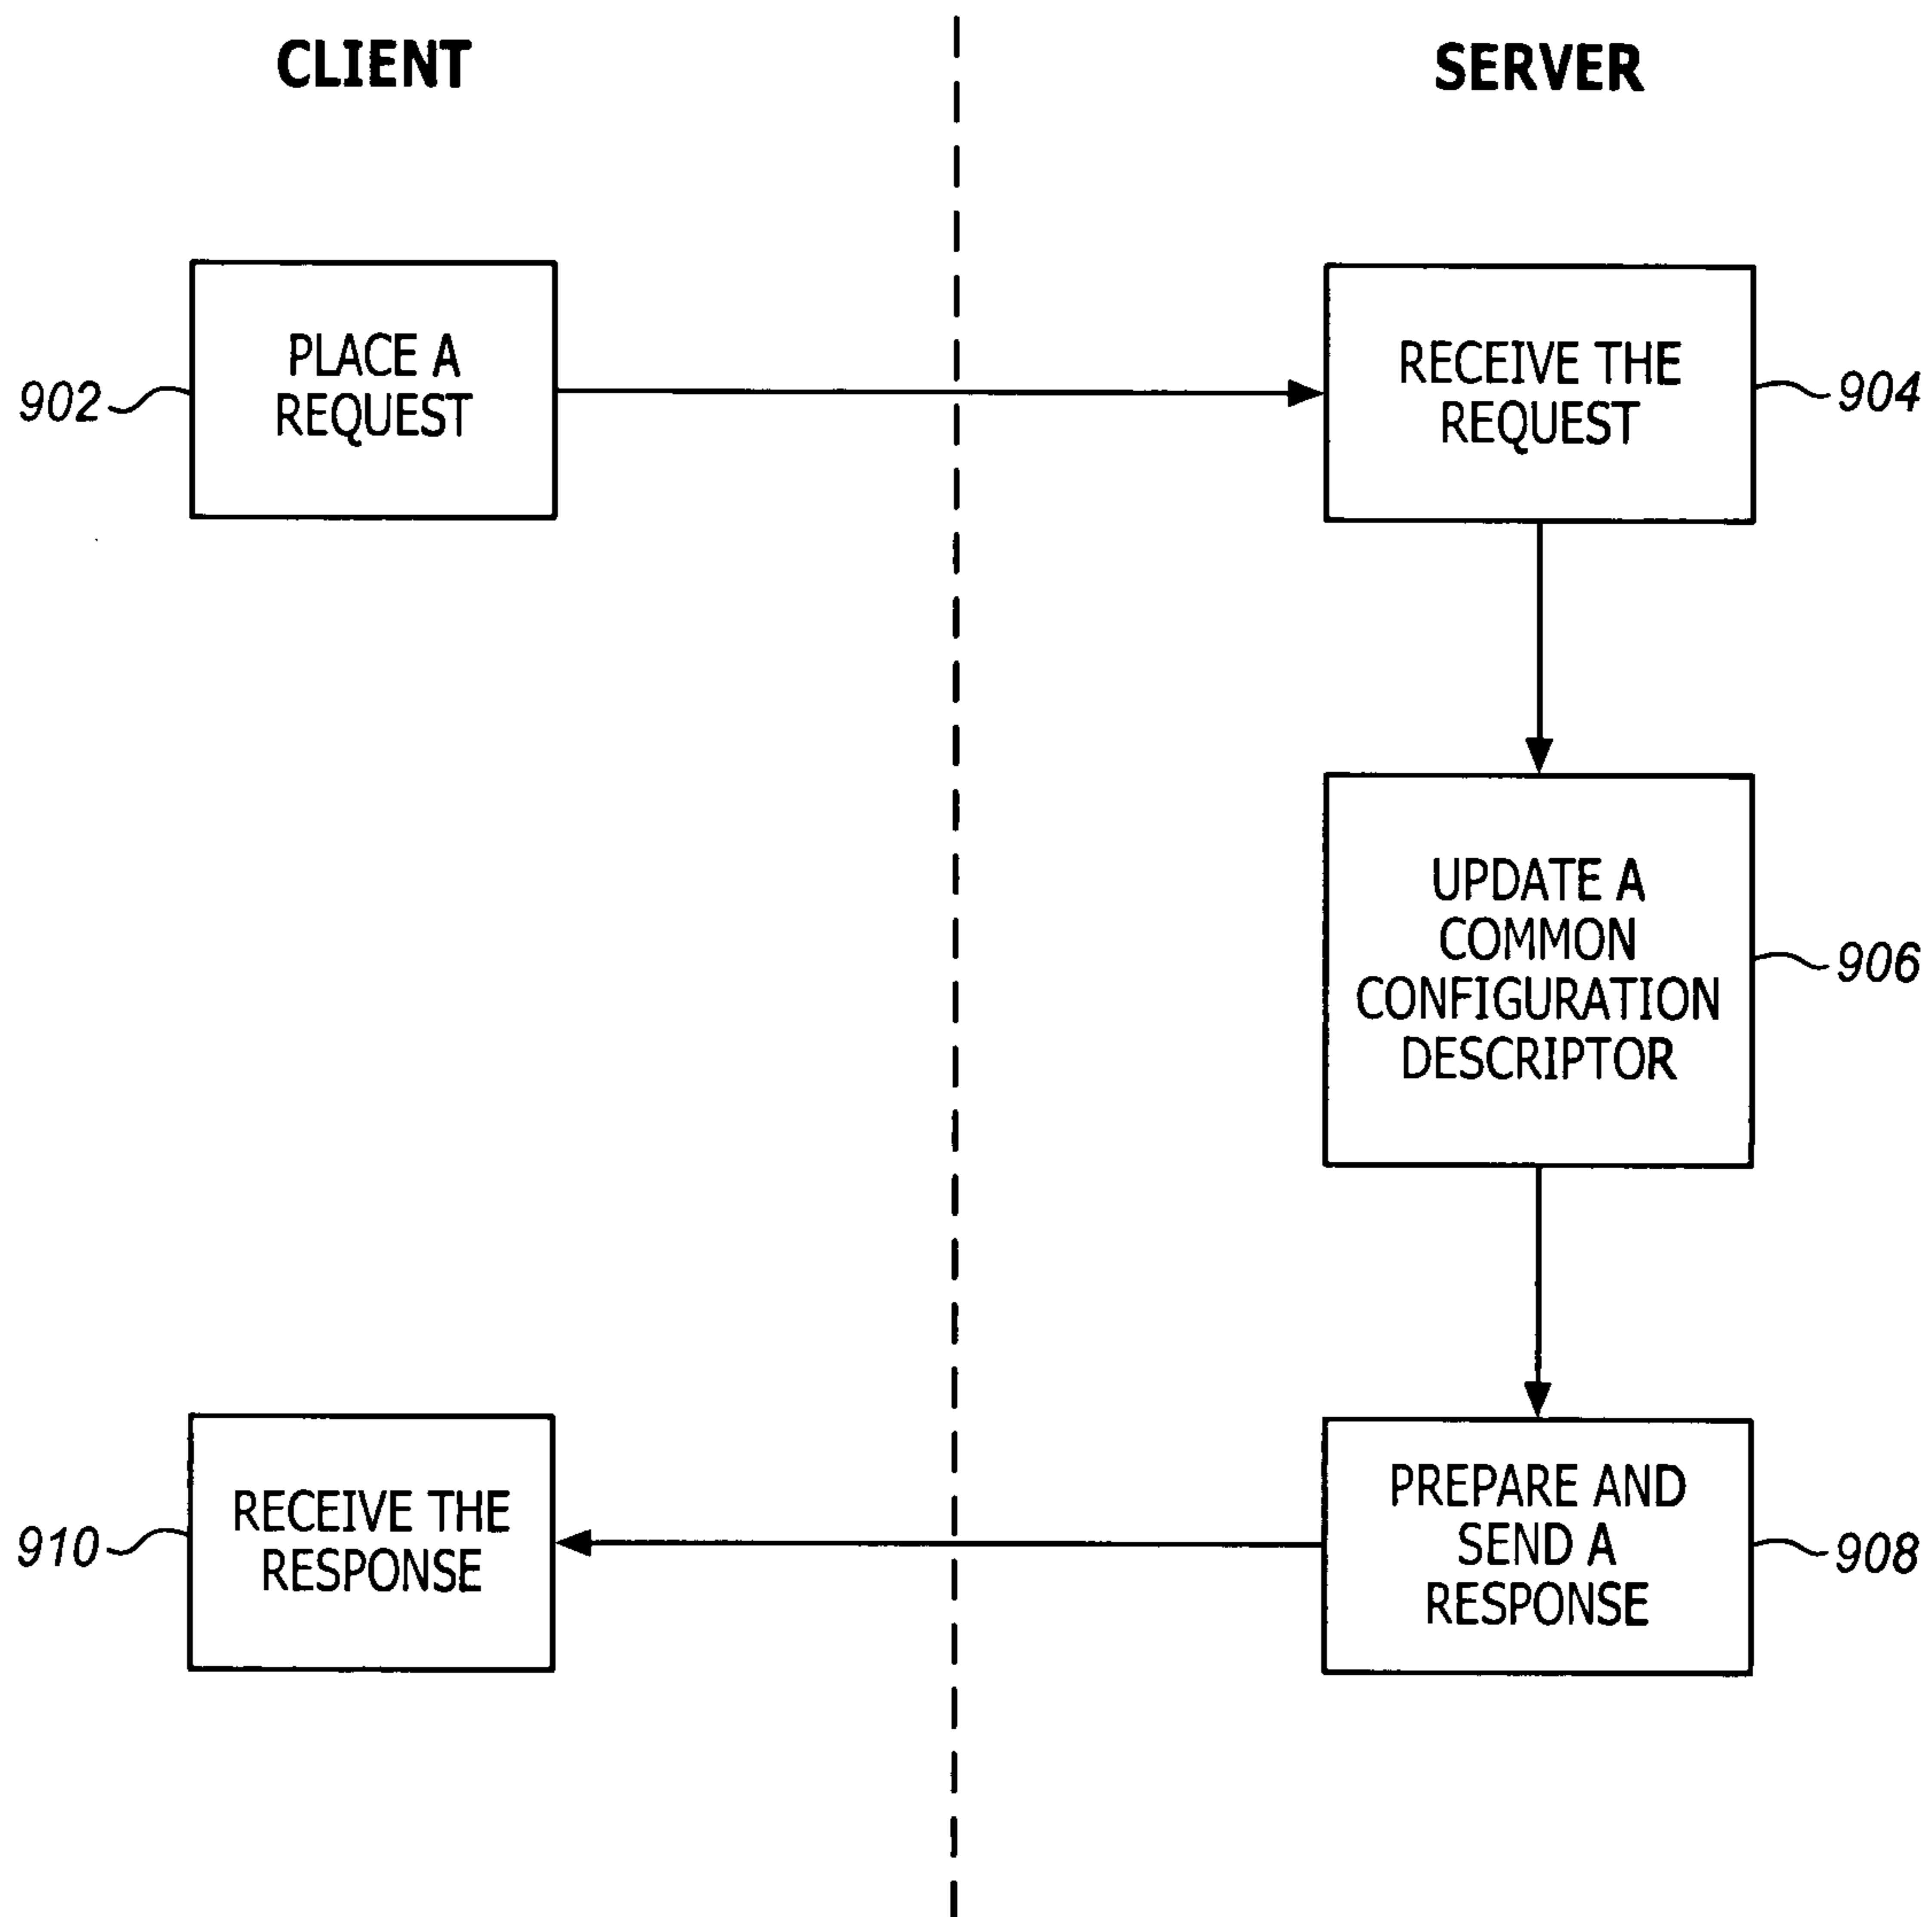 CLIENT
SERVER
902
PLACE A
REQUEST
RECEIVE THE
REQUEST
904
UPDATE A
COMMON
CONFIGURATION
DESCRIPTOR
906
PREPARE AND
SEND A
RESPONSE
908
910
RECEIVE THE
RESPONSE